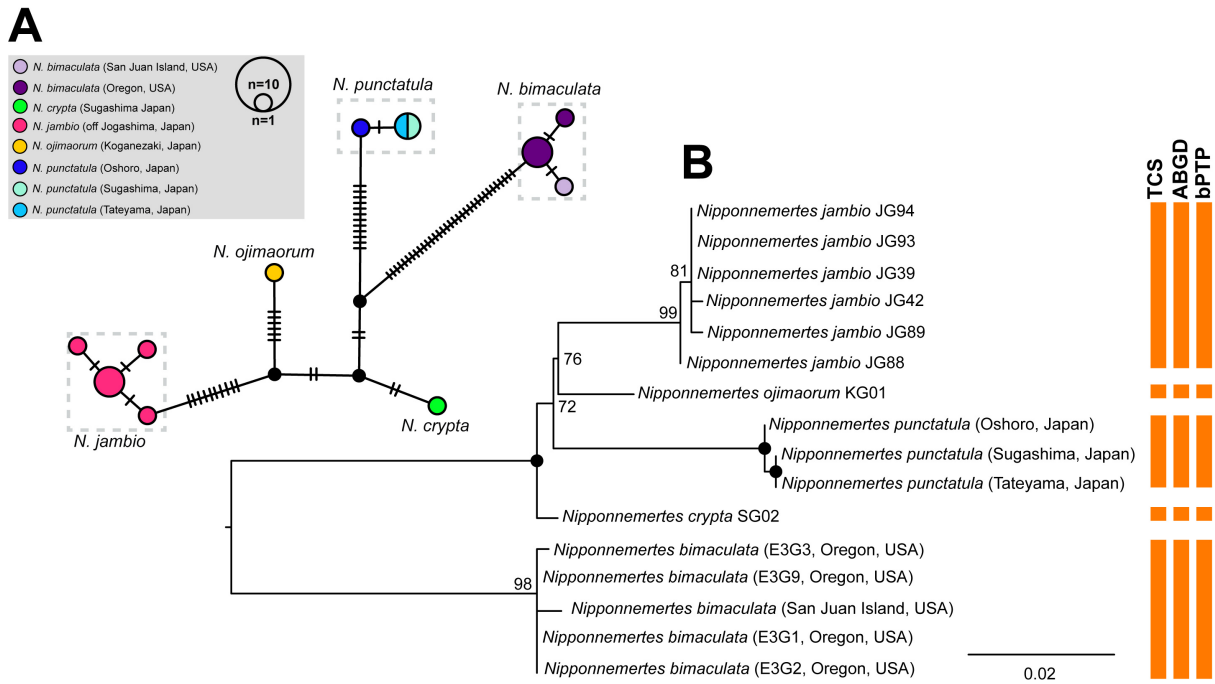 A
N. bimaculata (San Juan Island, USA)
N. bimaculata (Oregon, USA)
N. crypta (Sugashima Japan)
N. jambio (off Jogashima, Japan)
N. ojimaorum (Koganezaki, Japan)
N. punctatula (Oshoro, Japan)
N. punctatula (Sugashima, Japan)
N. punctatula (Tateyama, Japan)
n=10
n=1
N. punctatula
N. bimaculata
N. ojimaorum
N. jambio
N. crypta
B
TCS
ABGD
bPTP
Nipponnemertes jambio JG94
Nipponnemertes jambio JG93
81
Nipponnemertes jambio JG39
Nipponnemertes jambio JG42
99
Nipponnemertes jambio JG89
76
Nipponnemertes jambio JG88
Nipponnemertes ojimaorum KG01
72
Nipponnemertes punctatula (Oshoro, Japan)
Nipponnemertes punctatula (Sugashima, Japan)
Nipponnemertes punctatula (Tateyama, Japan)
Nipponnemertes crypta SG02
Nipponnemertes bimaculata (E3G3, Oregon, USA)
Nipponnemertes bimaculata (E3G9, Oregon, USA)
98
Nipponnemertes bimaculata (San Juan Island, USA)
Nipponnemertes bimaculata (E3G1, Oregon, USA)
Nipponnemertes bimaculata (E3G2, Oregon, USA)
0.02